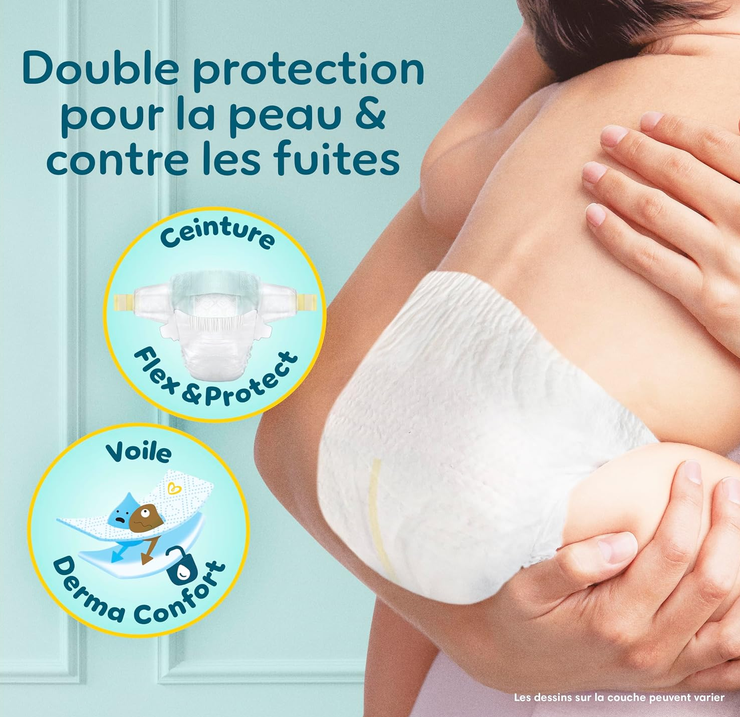 Double protection
pour la peau &
contre les fuites
Ceinture
Flex & Protect
Voile
Derma Confort
Les dessins sur la couche peuvent varier